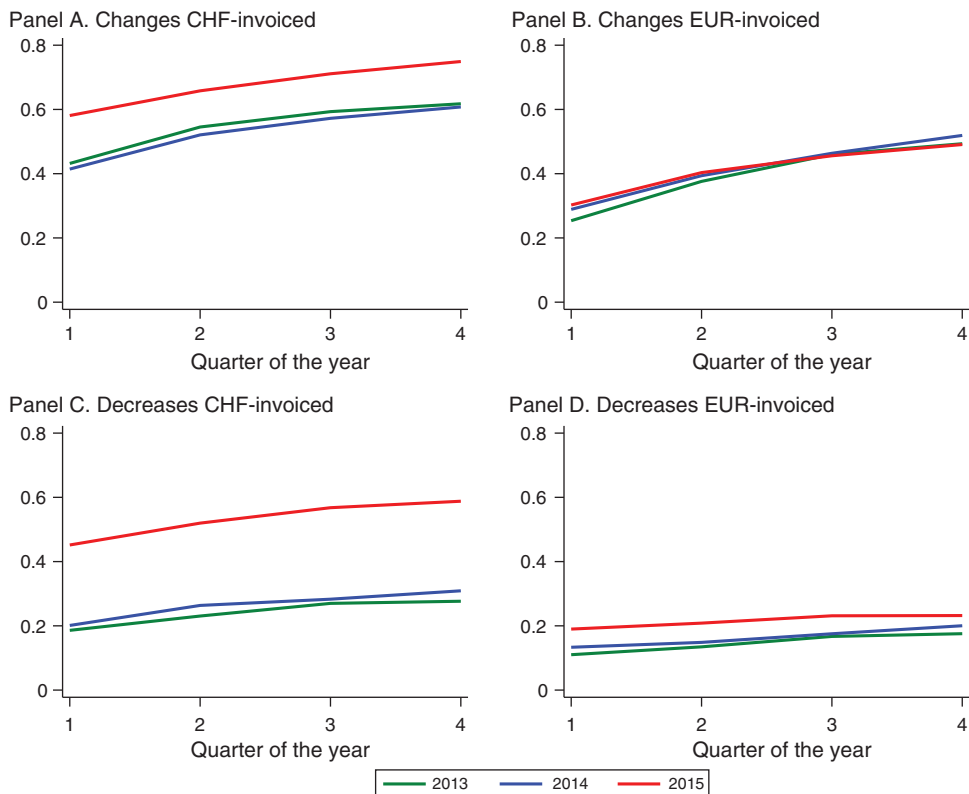 Panel A. Changes CHF-invoiced
0.8
0.6
0.4
0.2
0
1 2 3 4
Quarter of the year
Panel B. Changes EUR-invoiced
0.8
0.6
0.4
0.2
0
1 2 3 4
Quarter of the year
Panel C. Decreases CHF-invoiced
0.8
0.6
0.4
0.2
0
1 2 3 4
Quarter of the year
Panel D. Decreases EUR-invoiced
0.8
0.6
0.4
0.2
0
1 2 3 4
Quarter of the year
2013 2014 2015